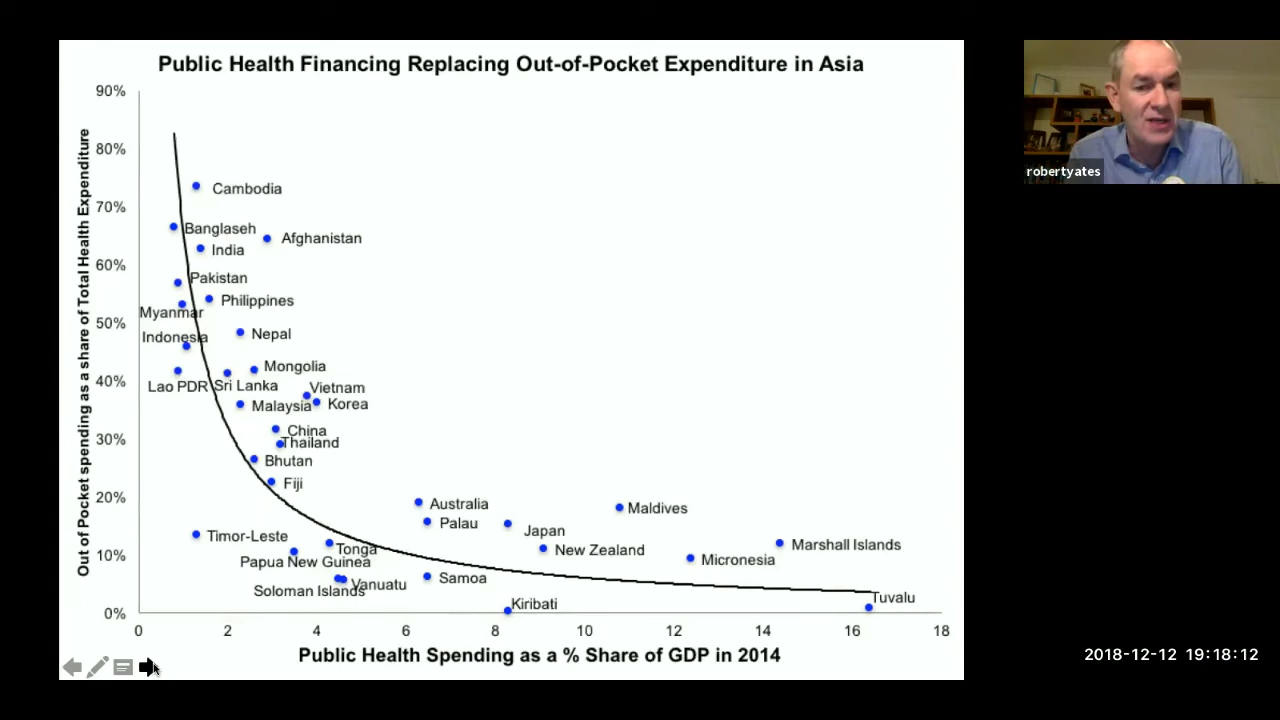 Public Health Financing Replacing Out-of-Pocket Expenditure in Asia
Out of Pocket spending as a share of Total Health Expenditure
90%
80%
70%
60%
50%
40%
30%
20%
10%
0%
Cambodia
Banglaseh
Afghanistan
India
Pakistan
Philippines
Myanmar
Nepal
Indonesia
Mongolia
Lao PDR
Sri Lanka
Vietnam
Malaysia
Korea
China
Thailand
Bhutan
Fiji
Australia
Maldives
Palau
Japan
Timor-Leste
Tonga
New Zealand
Marshall Islands
Papua New Guinea
Micronesia
Samoa
Vanuatu
Soloman Islands
Kiribati
Tuvalu
0 2 4 6 8 10 12 14 16 18
Public Health Spending as a % Share of GDP in 2014
robertyates
2018-12-12 19:18:12